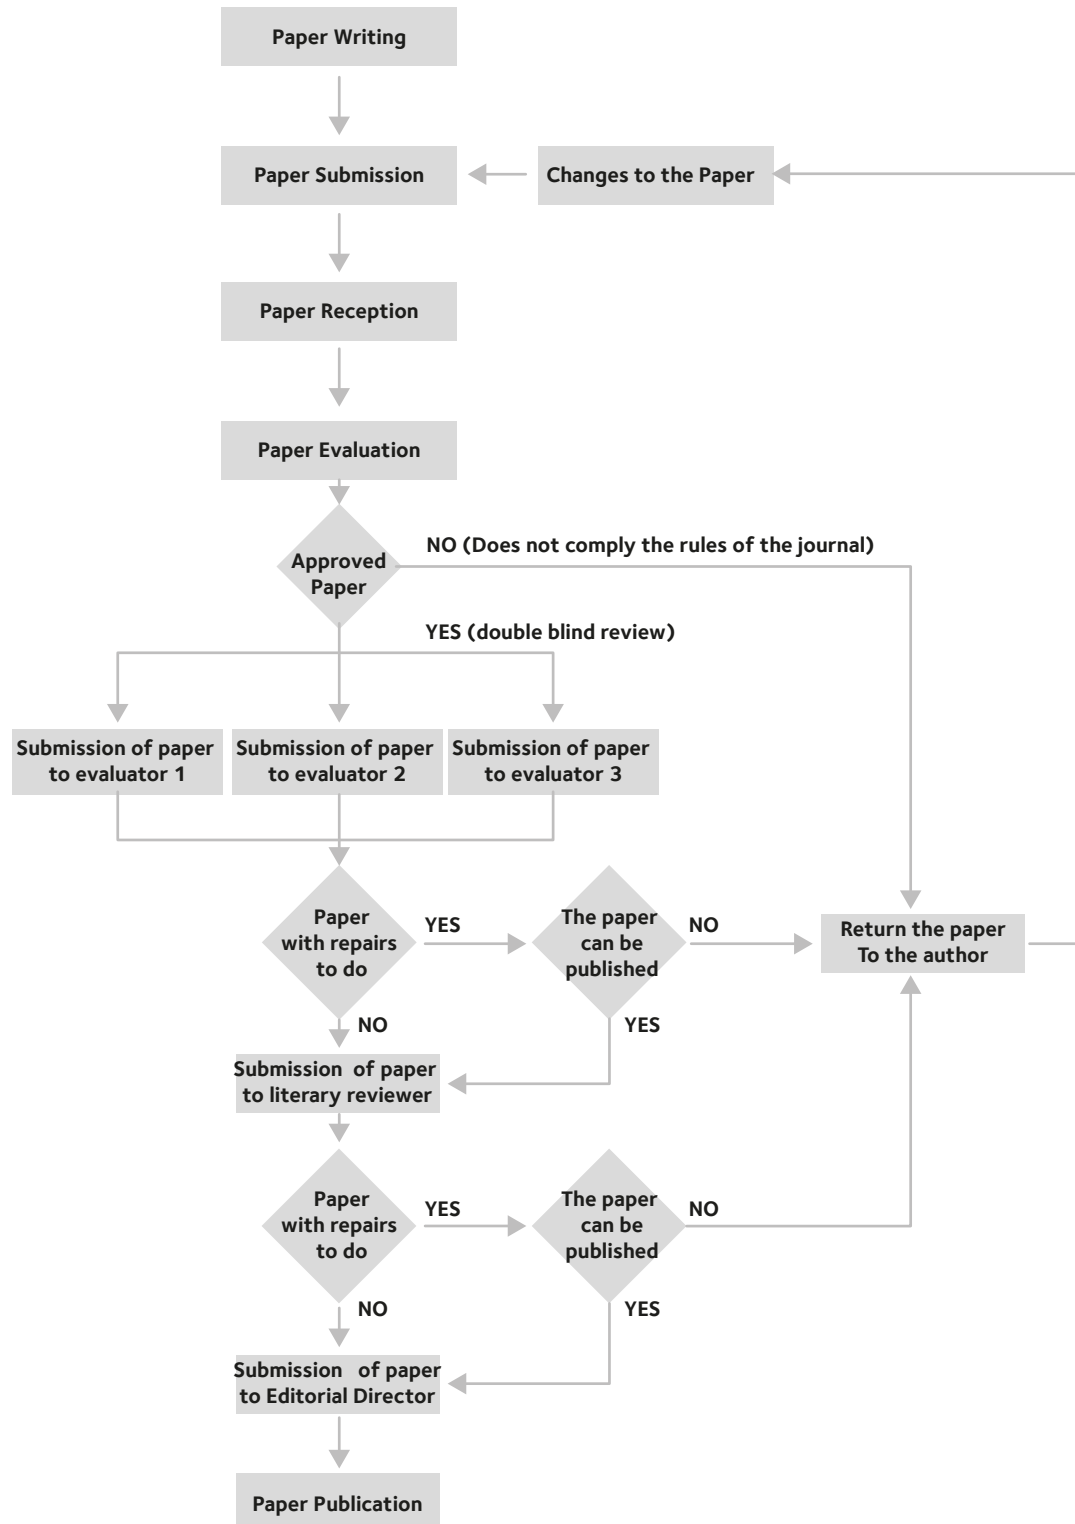 Paper Writing
Paper Submission
Changes to the Paper
Paper Reception
Paper Evaluation
NO (Does not comply the rules of the journal)
Approved
Paper
YES (double blind review)
Submission of paper
to evaluator 1
Submission of paper
to evaluator 2
Submission of paper
to evaluator 3
Paper
with repairs
to do
YES
The paper
can be
published
NO
Return the paper
To the author
NO
YES
Submission of paper
to literary reviewer
Paper
with repairs
to do
YES
The paper
can be
published
NO
NO
YES
Submission of paper
to Editorial Director
Paper Publication